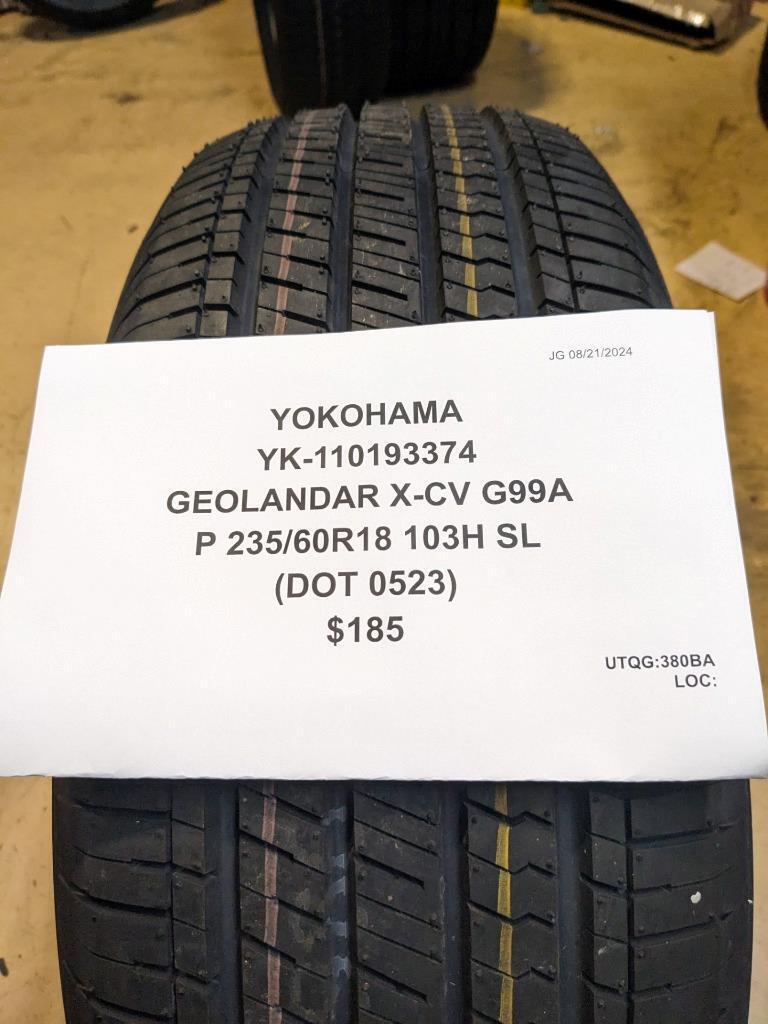 JG 08/21/2024
YOKOHAMA
YK-110193374
GEOLANDAR X-CV G99A
P 235/60R18 103H SL
(DOT 0523)
$185
UTQG:380BA
LOC: